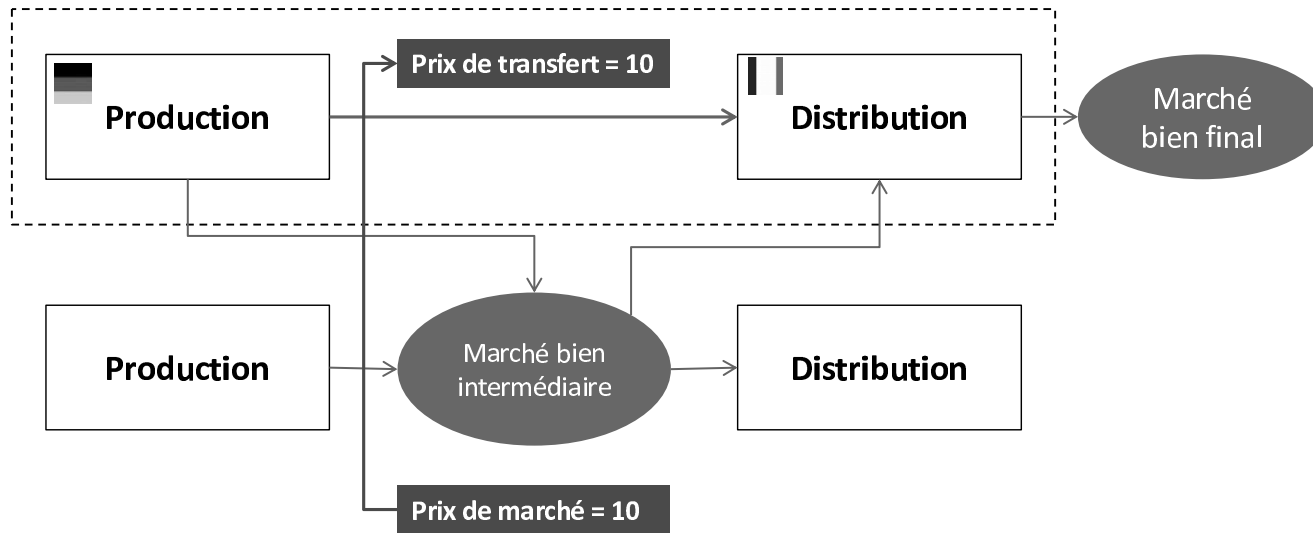 Prix de transfert = 10
Production
Distribution
Marché
bien final
Production
Marché bien
intermédiaire
Distribution
Prix de marché = 10